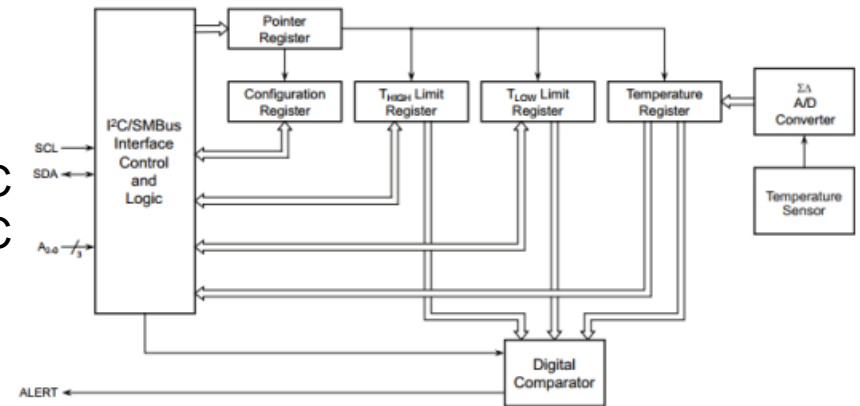 Pointer
Register
Configuration
Register
THIGH Limit
Register
TLOW Limit
Register
Temperature
Register
ΣΔ
A/D
Converter
I²C/SMBus
Interface
Control
and
Logic
SCL
SDA
C
C
A2-0
3
Temperature
Sensor
Digital
Comparator
ALERT